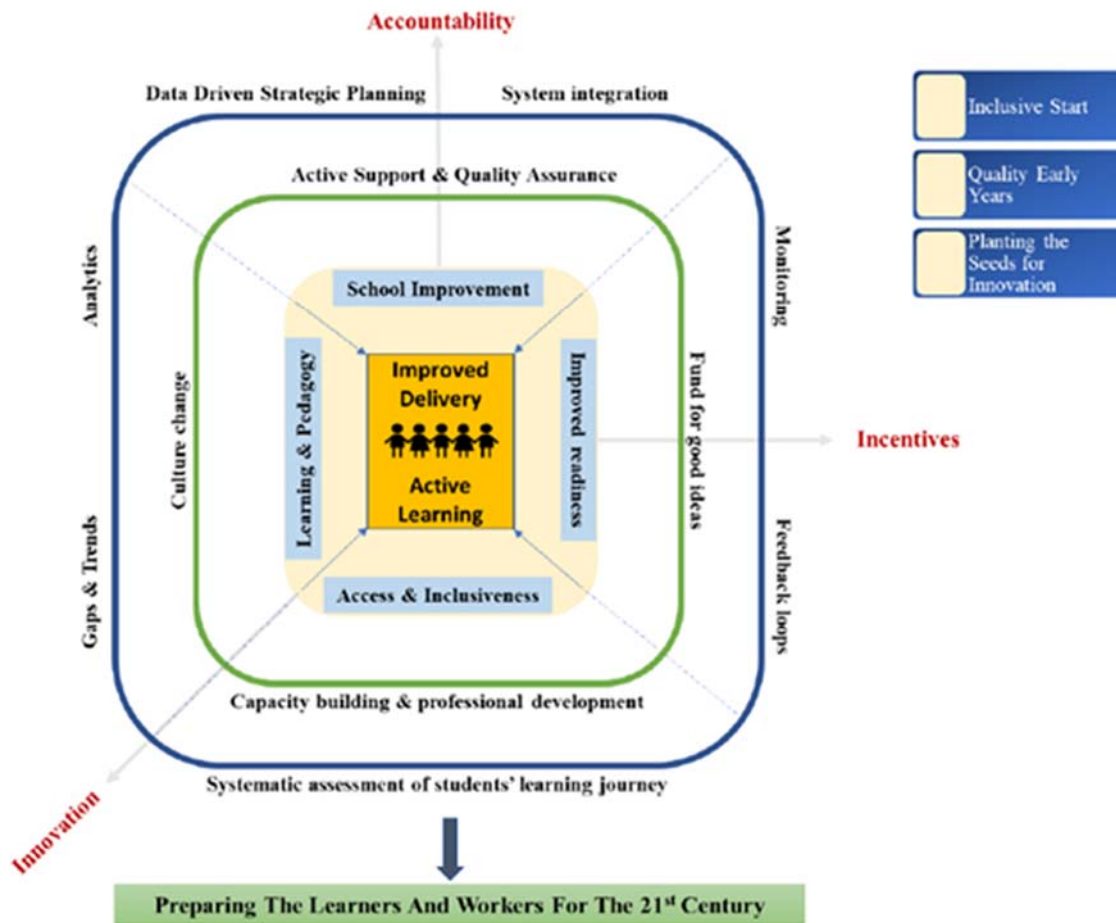 Accountability
Data Driven Strategic Planning
System integration
Active Support & Quality Assurance
School Improvement
Analytics
Gaps & Trends
Culture change
Learning & Pedagogy
Improved
Delivery
Active
Learning
Improved readiness
Fund for good ideas
Monitoring
Feedback loops
Incentives
Access & Inclusiveness
Capacity building & professional development
Systematic assessment of students' learning journey
Innovation
Preparing The Learners And Workers For The 21st Century
Inclusive Start
Quality Early
Years
Planting the
Seeds for
Innovation